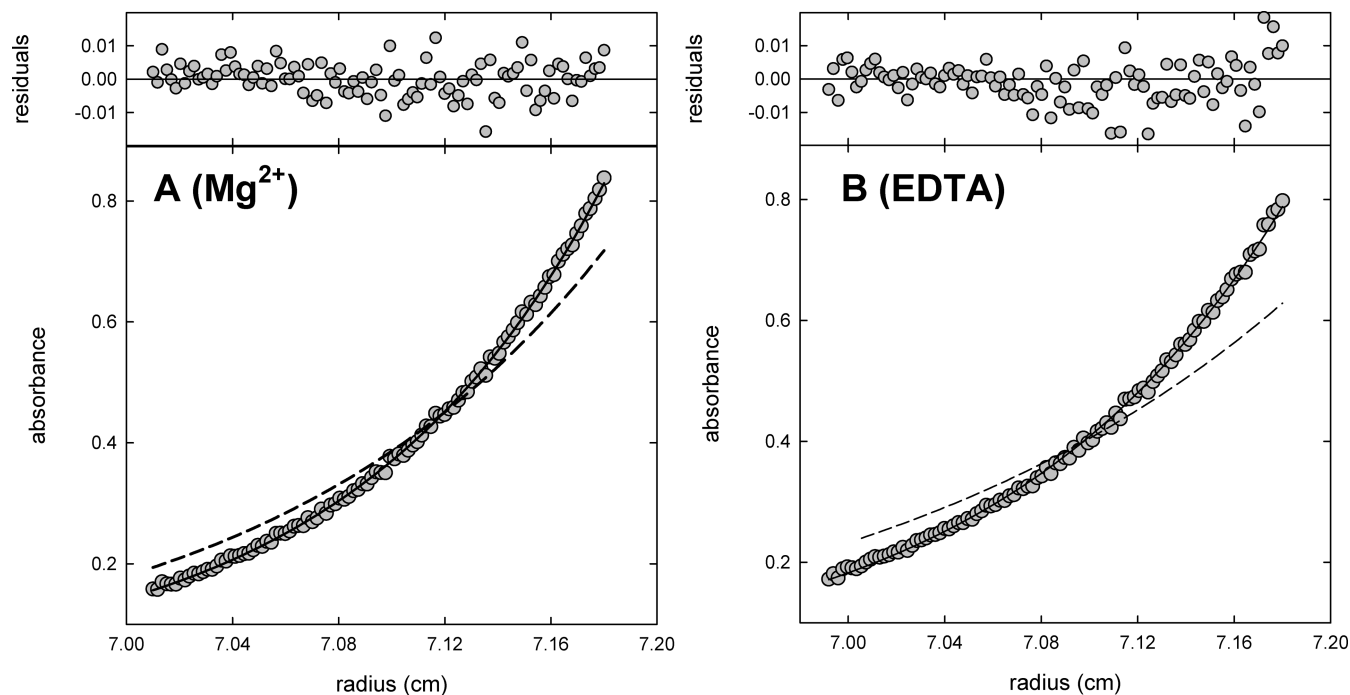 residuals
0.01
0.00
-0.01
A (Mg2+)
absorbance
0.8
0.6
0.4
0.2
7.00 7.04 7.08 7.12 7.16 7.20
radius (cm)
residuals
0.01
0.00
-0.01
B (EDTA)
absorbance
0.8
0.6
0.4
0.2
7.00 7.04 7.08 7.12 7.16 7.20
radius (cm)